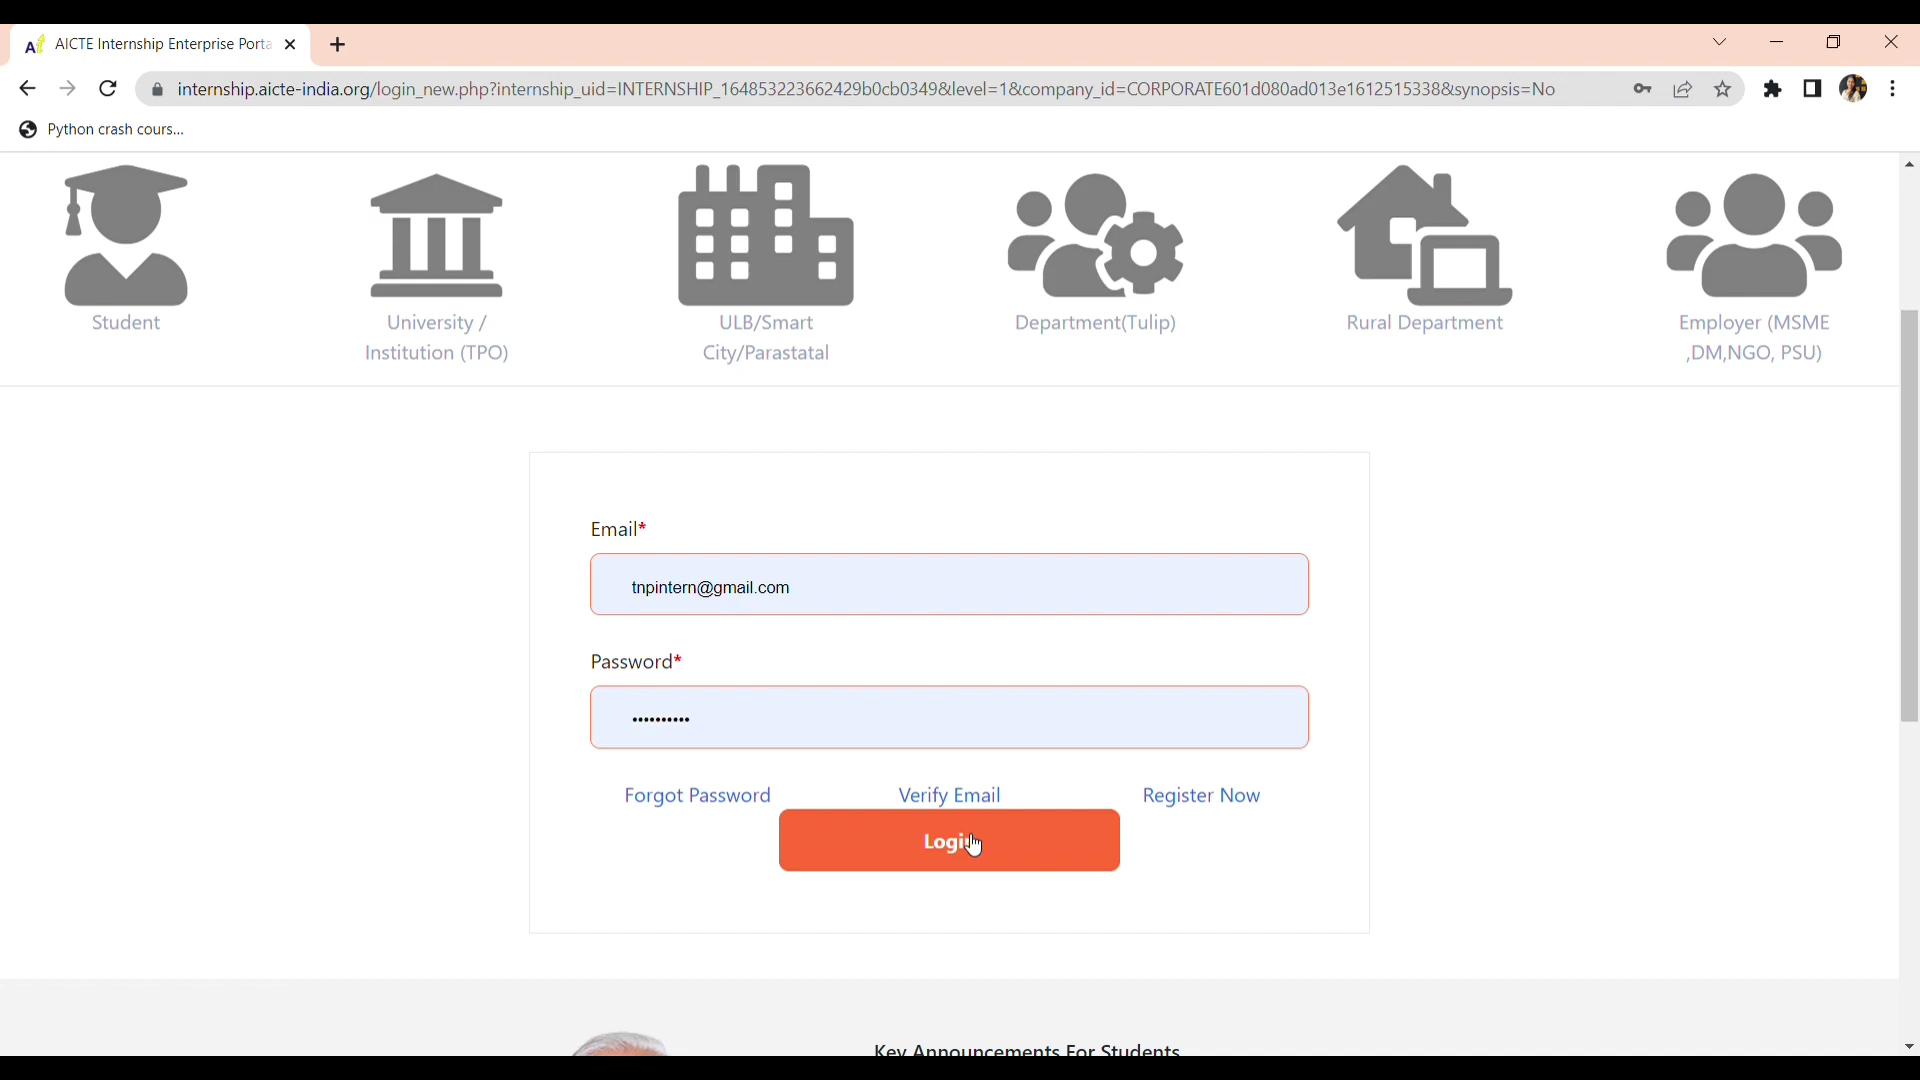 AICTE Internship Enterprise Porta
internship.aicte-india.org/login_new.php?internship_uid=INTERNSHIP_164853223662429b0cb0349&level=1&company_id=CORPORATE601d080ad013e1612515338&synopsis=No
Python crash cours...
Student
University /
Institution (TPO)
ULB/Smart
City/Parastatal
Department(Tulip)
Rural Department
Employer (MSME
,DM,NGO, PSU)
Email*
tnpintern@gmail.com
Password*
••••••••••
Forgot Password Verify Email Register Now
Login
Key Announcements For Students